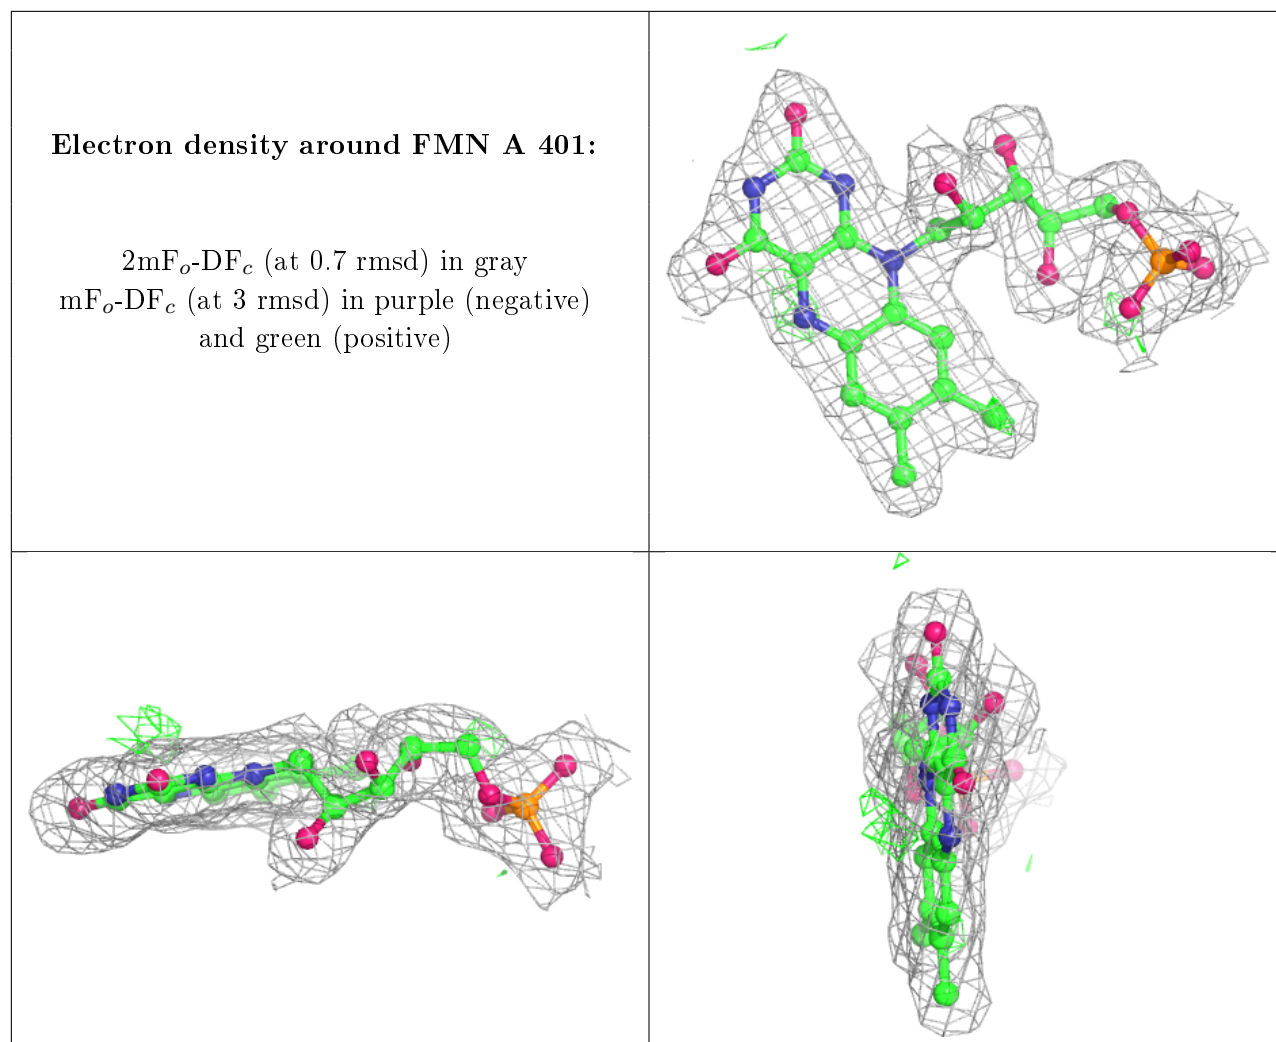 Electron density around FMN A 401:
2mFₒ-DF𝒸 (at 0.7 rmsd) in gray
mFₒ-DF𝒸 (at 3 rmsd) in purple (negative)
and green (positive)